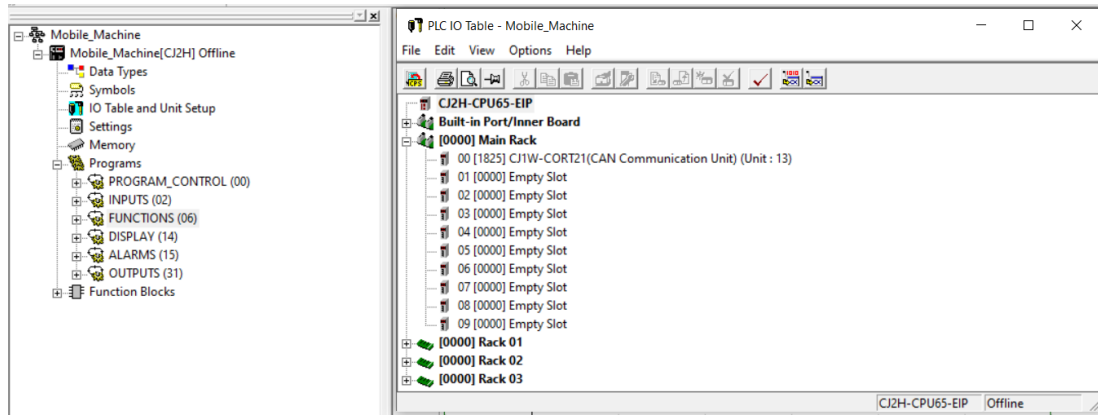 Mobile_Machine
Mobile_Machine[CJ2H] Offline
Data Types
Symbols
IO Table and Unit Setup
Settings
Memory
Programs
PROGRAM_CONTROL (00)
INPUTS (02)
FUNCTIONS (06)
DISPLAY (14)
ALARMS (15)
OUTPUTS (31)
Function Blocks
PLC IO Table - Mobile_Machine
File Edit View Options Help
CJ2H-CPU65-EIP
Built-in Port/Inner Board
[0000] Main Rack
00 [1825] CJ1W-CORT21(CAN Communication Unit) (Unit : 13)
01 [0000] Empty Slot
02 [0000] Empty Slot
03 [0000] Empty Slot
04 [0000] Empty Slot
05 [0000] Empty Slot
06 [0000] Empty Slot
07 [0000] Empty Slot
08 [0000] Empty Slot
09 [0000] Empty Slot
[0000] Rack 01
[0000] Rack 02
[0000] Rack 03
CJ2H-CPU65-EIP Offline